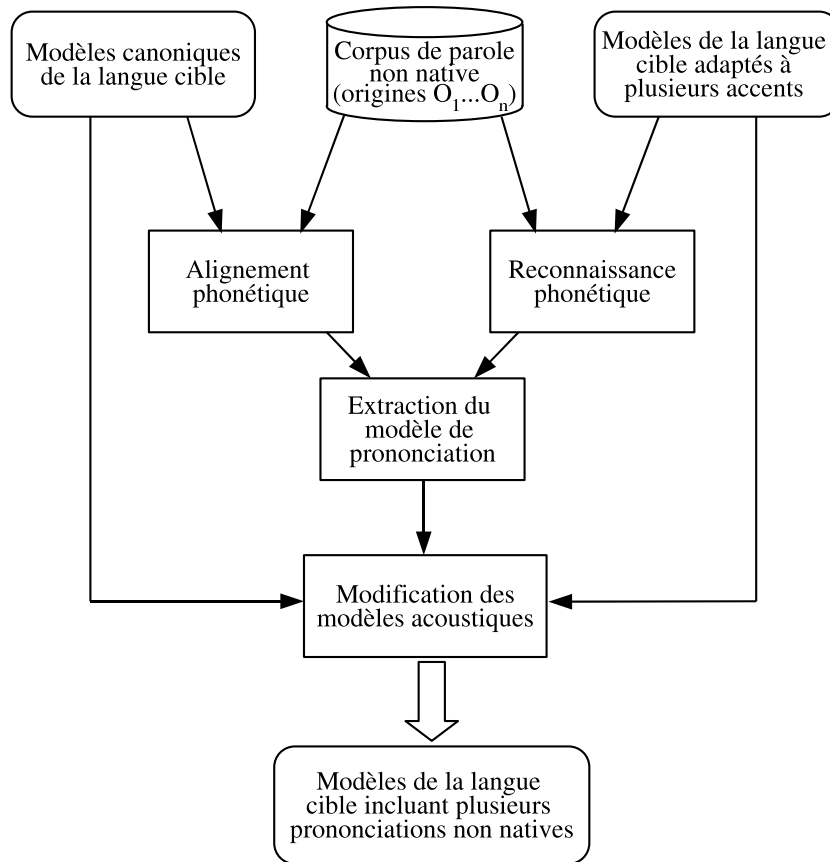 Modèles canoniques
de la langue cible
Corpus de parole
non native
(origines O1...On)
Modèles de la langue
cible adaptés à
plusieurs accents
Alignement
phonétique
Reconnaissance
phonétique
Extraction du
modèle de
prononciation
Modification des
modèles acoustiques
Modèles de la langue
cible incluant plusieurs
prononciations non natives